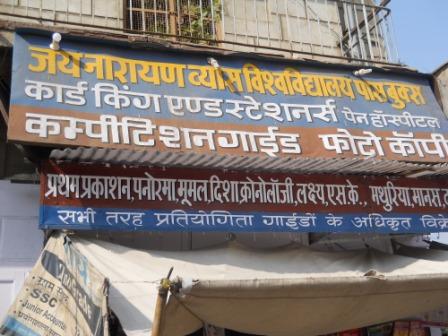 जयनारायण व्यास विश्वविद्यालय पास बुक्स
कार्ड किंग एण्ड स्टेशनर्स पेन हॉस्पीटल
कम्पीटिशन गाईड फोटो कॉपी
प्रथम प्रकाशन, पनोरमा, मूमल, दिशा, क्रोनोलॉजी, लक्ष्य, एस.के., मथुरिया, मानस,
सभी तरह प्रतियोगिता गाईडों के अधिकृत
SSC
Junior